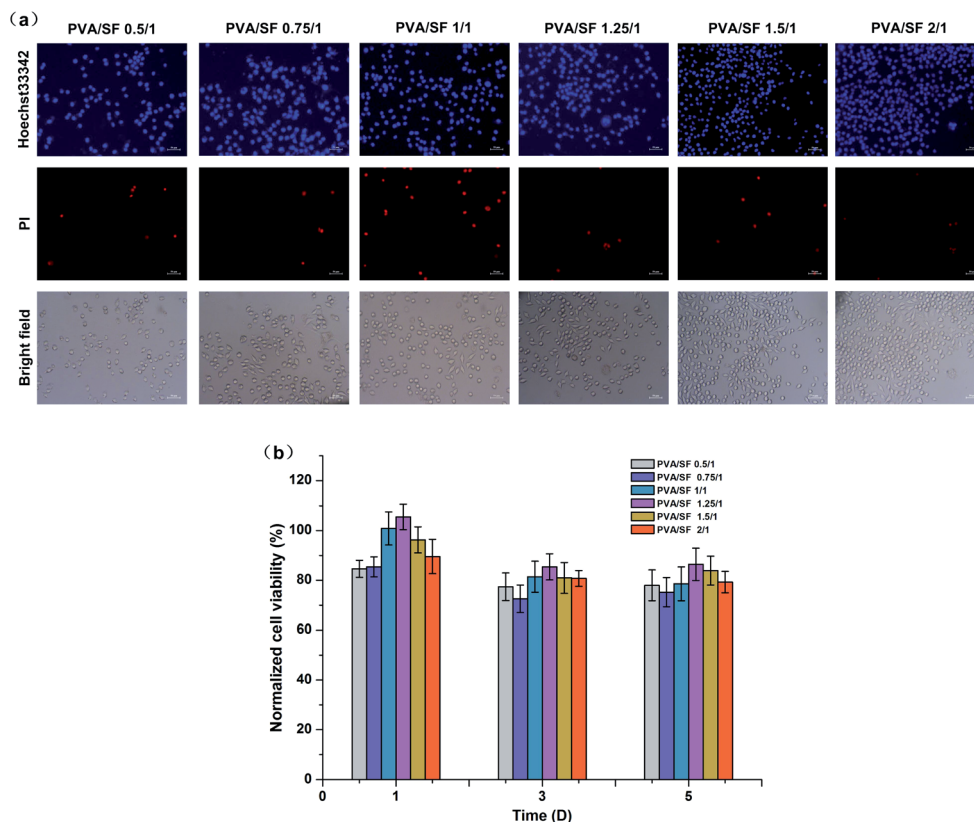 (a)
PVA/SF 0.5/1 PVA/SF 0.75/1 PVA/SF 1/1 PVA/SF 1.25/1 PVA/SF 1.5/1 PVA/SF 2/1
Hoechst33342
PI
Bright field
(b)
PVA/SF 0.5/1
PVA/SF 0.75/1
PVA/SF 1/1
PVA/SF 1.25/1
PVA/SF 1.5/1
PVA/SF 2/1
Normalized cell viability (%)
120
100
80
60
40
20
0
0 1 3 5
Time (D)